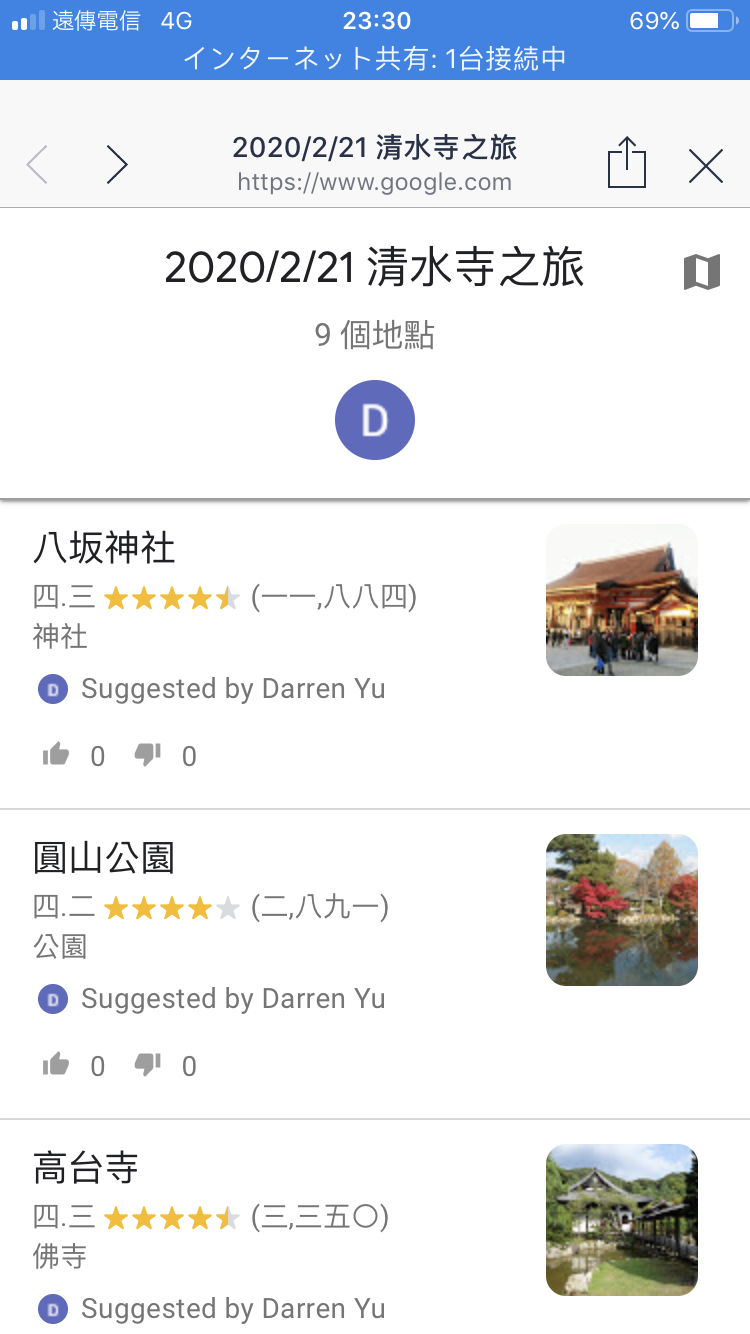 遠傳電信 4G 23:30 69%
インターネット共有: 1台接続中
2020/2/21 清水寺之旅
https://www.google.com
2020/2/21 清水寺之旅
9 個地點
D
八坂神社
四.三 (一一,八八四)
神社
D Suggested by Darren Yu
0 0
圓山公園
四.二 (二,八九一)
公園
D Suggested by Darren Yu
0 0
高台寺
四.三 (三,三五〇)
佛寺
D Suggested by Darren Yu